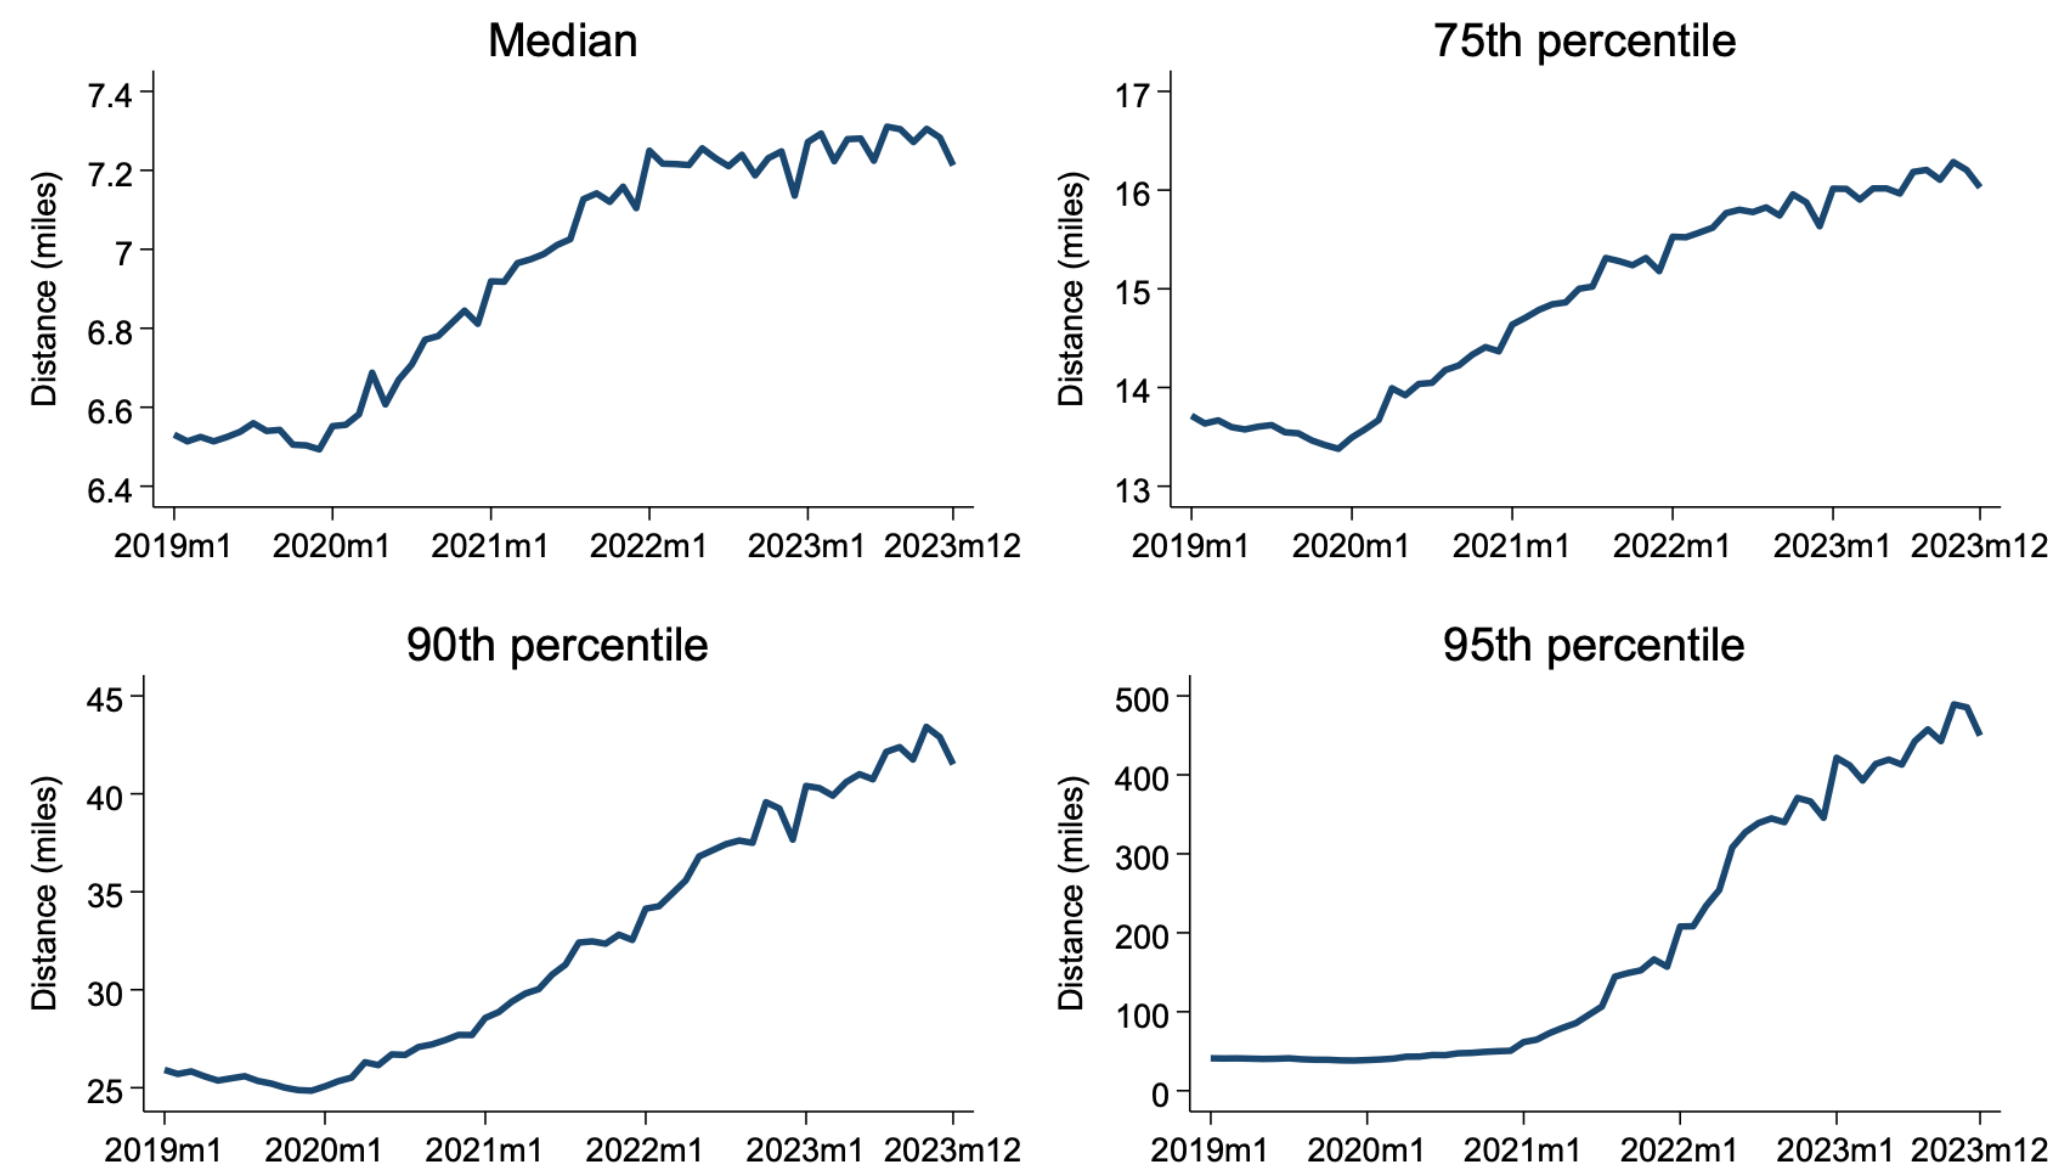 Median
Distance (miles)
7.4
7.2
7
6.8
6.6
6.4
2019m1 2020m1 2021m1 2022m1 2023m1 2023m12
75th percentile
Distance (miles)
17
16
15
14
13
2019m1 2020m1 2021m1 2022m1 2023m1 2023m12
90th percentile
Distance (miles)
45
40
35
30
25
2019m1 2020m1 2021m1 2022m1 2023m1 2023m12
95th percentile
Distance (miles)
500
400
300
200
100
0
2019m1 2020m1 2021m1 2022m1 2023m1 2023m12